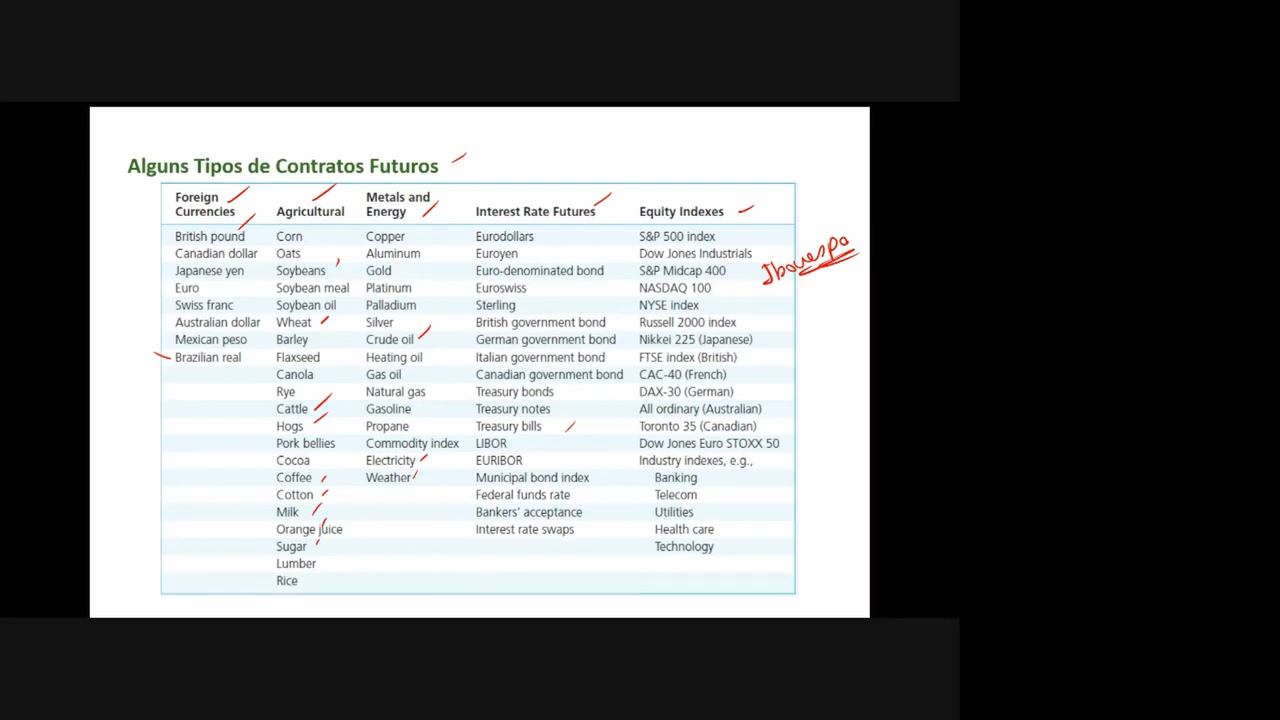 Alguns Tipos de Contratos Futuros
Foreign Currencies Agricultural Metals and Energy Interest Rate Futures Equity Indexes
British pound Corn Copper Eurodollars S&P 500 index
Canadian dollar Oats Aluminum Euroyen Dow Jones Industrials
Japanese yen Soybeans Gold Euro-denominated bond S&P Midcap 400
Ibovespa
Euro Soybean meal Platinum Euroswiss NASDAQ 100
Swiss franc Soybean oil Palladium Sterling NYSE index
Australian dollar Wheat Silver British government bond Russell 2000 index
Mexican peso Barley Crude oil German government bond Nikkei 225 (Japanese)
Brazilian real Flaxseed Heating oil Italian government bond FTSE index (British)
Canola Gas oil Canadian government bond CAC-40 (French)
Rye Natural gas Treasury bonds DAX-30 (German)
Cattle Gasoline Treasury notes All ordinary (Australian)
Hogs Propane Treasury bills Toronto 35 (Canadian)
Pork bellies Commodity index LIBOR Dow Jones Euro STOXX 50
Cocoa Electricity EURIBOR Industry indexes, e.g.,
Coffee Weather Municipal bond index Banking
Cotton Federal funds rate Telecom
Milk Bankers' acceptance Utilities
Orange juice Interest rate swaps Health care
Sugar Technology
Lumber
Rice